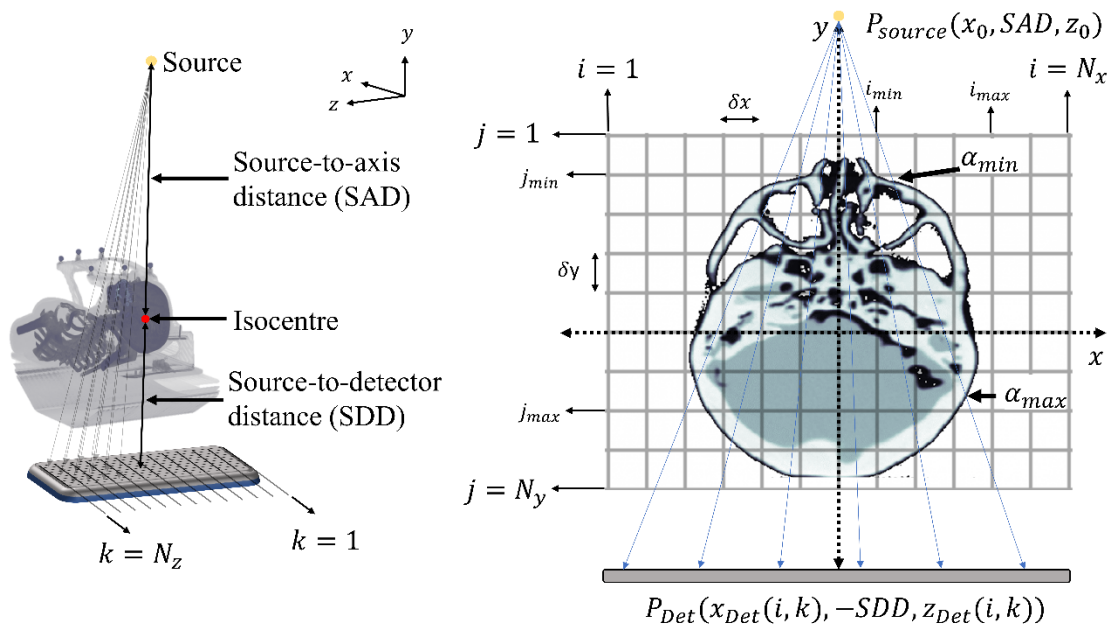 Source
y
x
z
Source-to-axis
distance (SAD)
Isocentre
Source-to-detector
distance (SDD)
k = N_z
k = 1
y
P_source(x_0, SAD, z_0)
i = 1
i_min
i_max
i = N_x
δx
j = 1
j_min
α_min
δy
x
j_max
α_max
j = N_y
P_Det(x_Det(i, k), −SDD, z_Det(i, k))